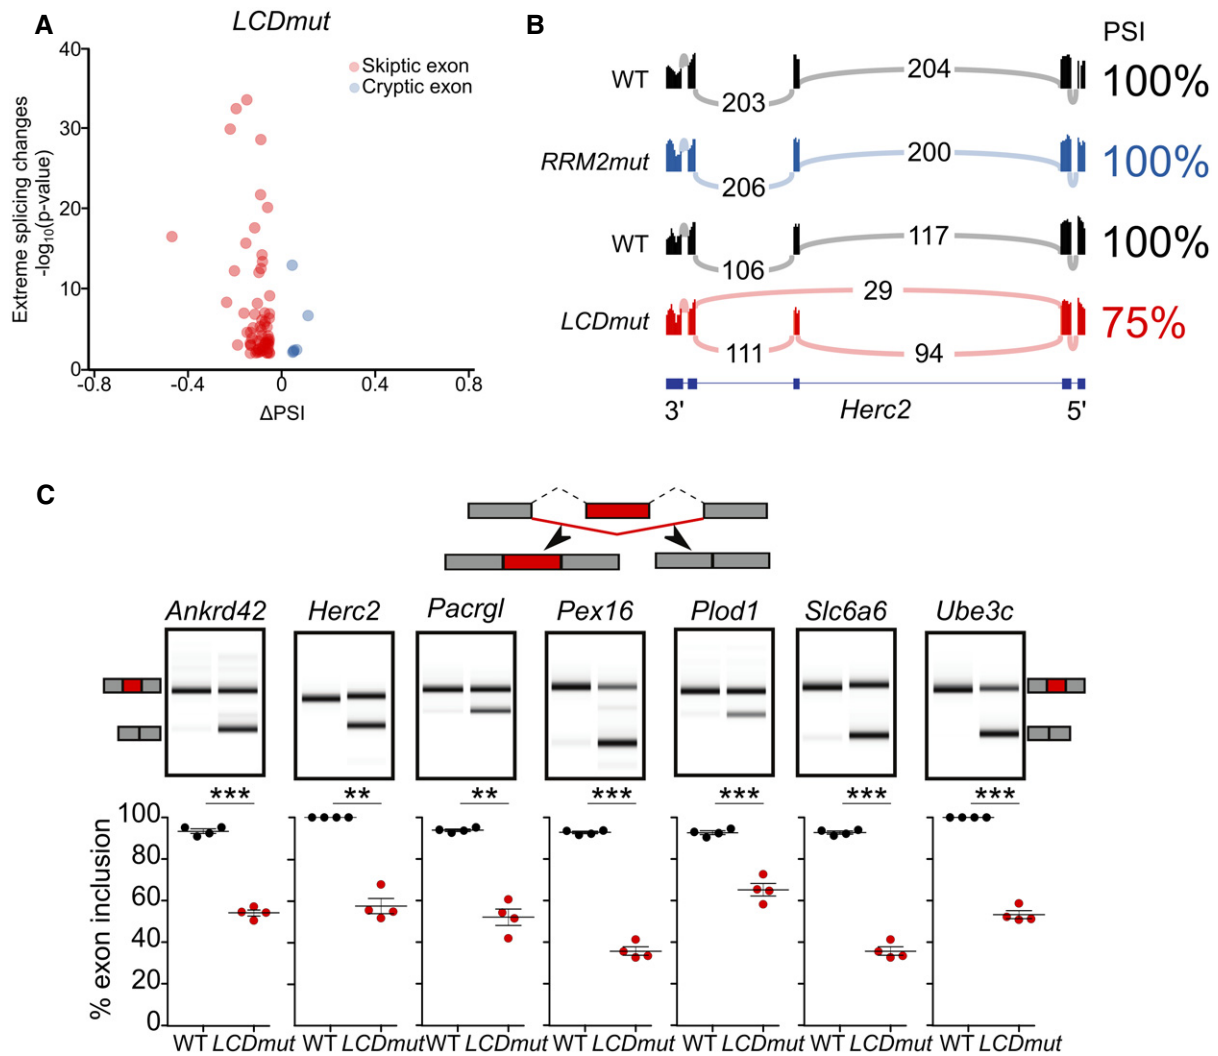 A
LCDmut
40
30
20
10
0
Extreme splicing changes
-log10(p-value)
Skiptic exon
Cryptic exon
-0.8 -0.4 0 0.4 0.8
ΔPSI
B
PSI
WT 203 204 100%
RRM2mut 206 200 100%
WT 106 117 100%
29
LCDmut 111 94 75%
3' Herc2 5'
C
Ankrd42 Herc2 Pacrgl Pex16 Plod1 Slc6a6 Ube3c
*** ** ** *** *** *** ***
% exon inclusion
100
80
60
40
20
0
WT LCDmut WT LCDmut WT LCDmut WT LCDmut WT LCDmut WT LCDmut WT LCDmut